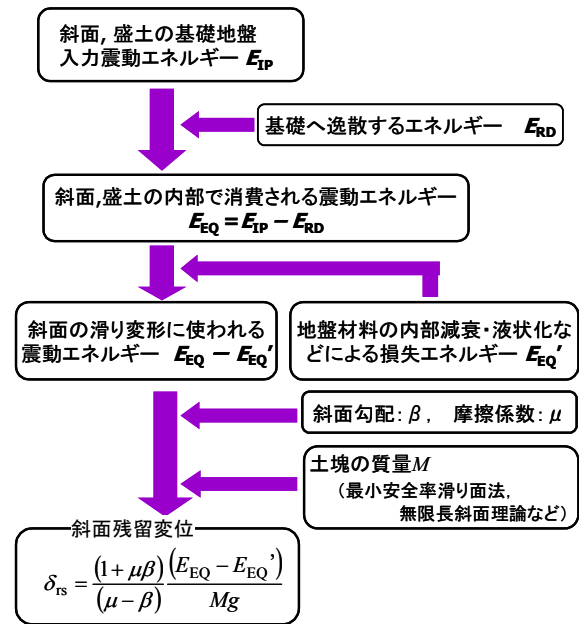 斜面, 盛土の基礎地盤
入力震動エネルギー E_IP
基礎へ逸散するエネルギー E_RD
斜面,盛土の内部で消費される震動エネルギー
E_EQ = E_IP − E_RD
斜面の滑り変形に使われる
震動エネルギー E_EQ − E_EQ'
地盤材料の内部減衰・液状化な
どによる損失エネルギー E_EQ'
斜面勾配: β, 摩擦係数: μ
土塊の質量M
(最小安全率滑り面法,
無限長斜面理論など)
斜面残留変位
δ_rs = (1+μβ)/(μ−β) (E_EQ − E_EQ')/Mg